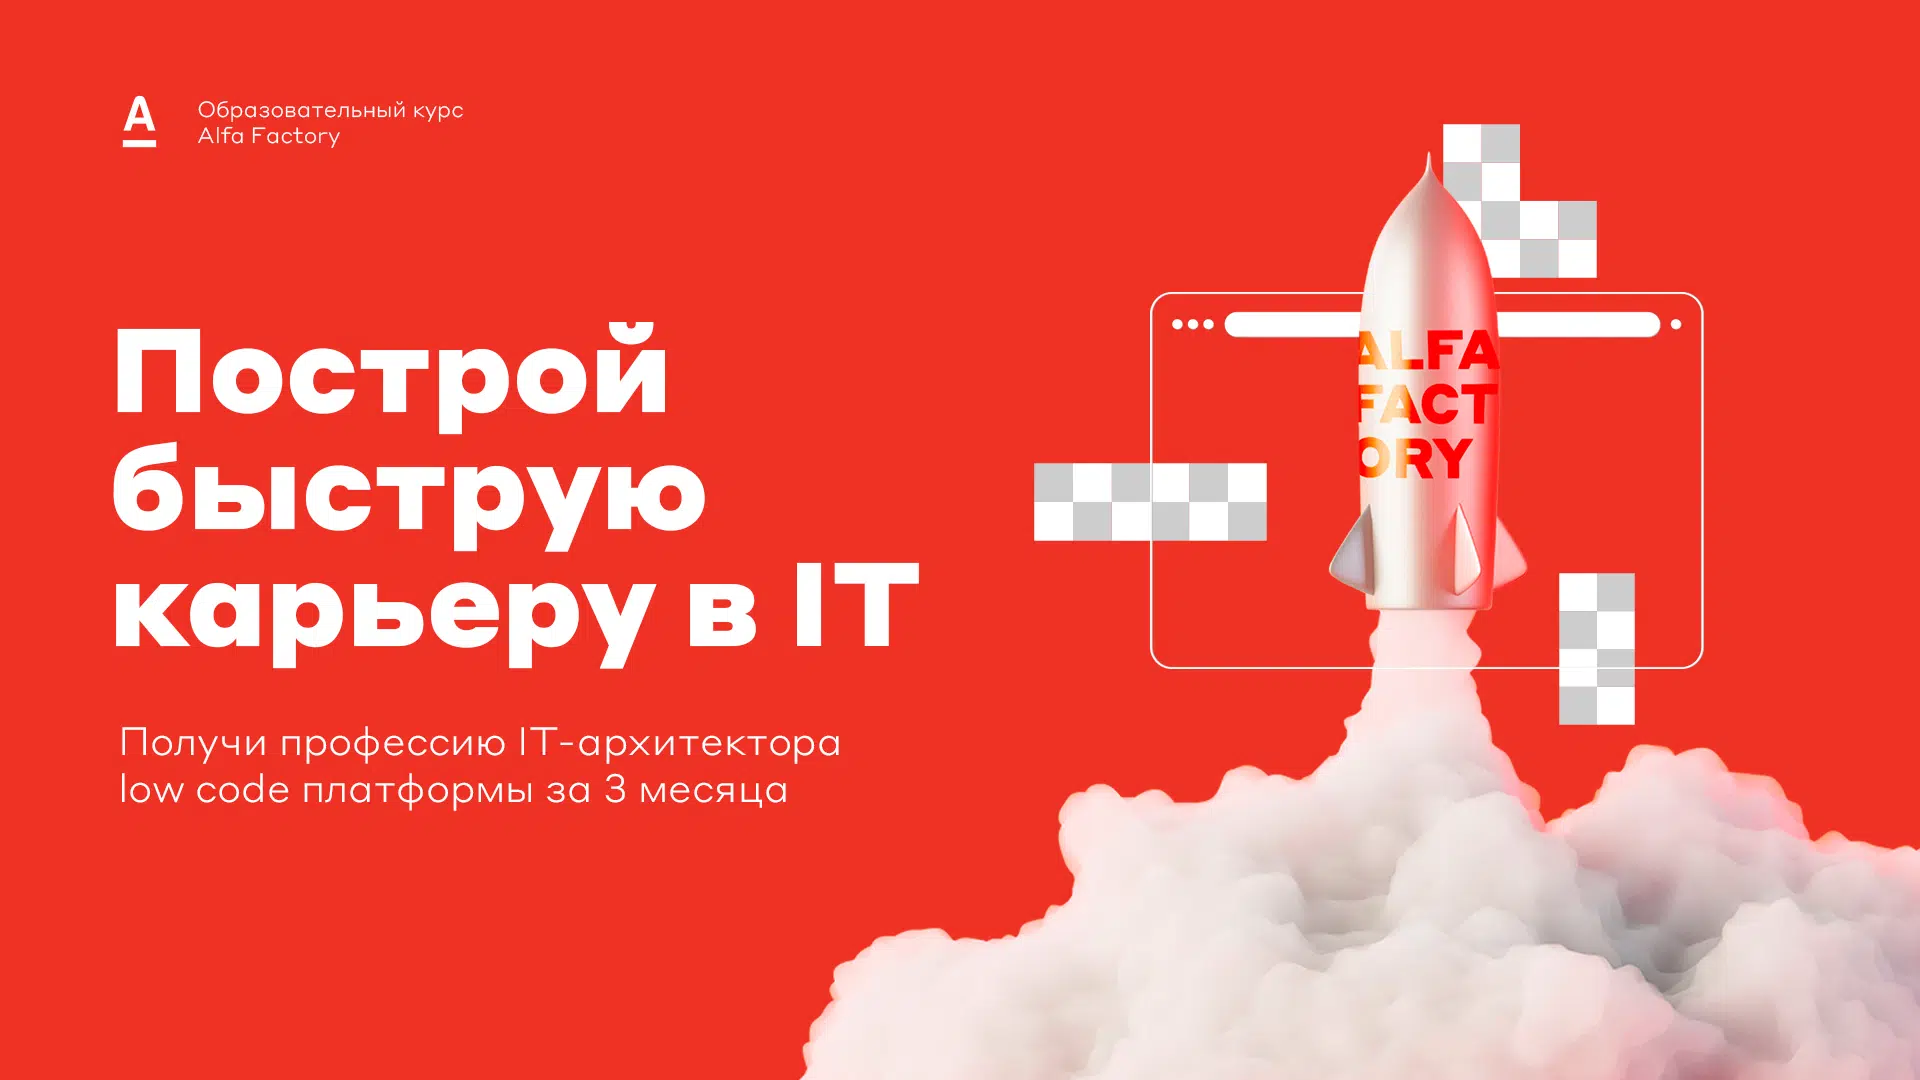 А
Образовательный курс
Alfa Factory
Построй
быструю
карьеру в IT
Получи профессию IT-архитектора
low code платформы за 3 месяца
ALFA
FACT
ORY